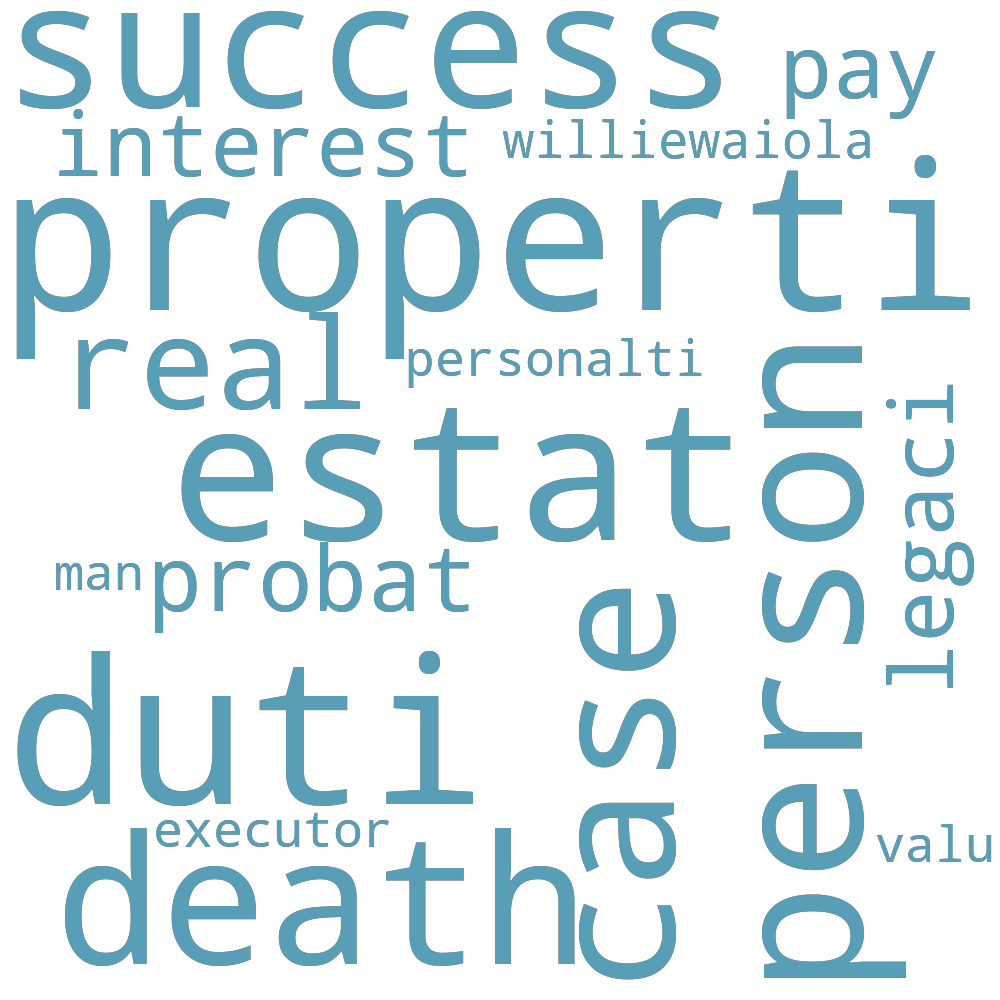 success
pay
interest
williewaiola
properti
real
personalti
estat
person
legaci
man
probat
case
duti
executor
valu
death